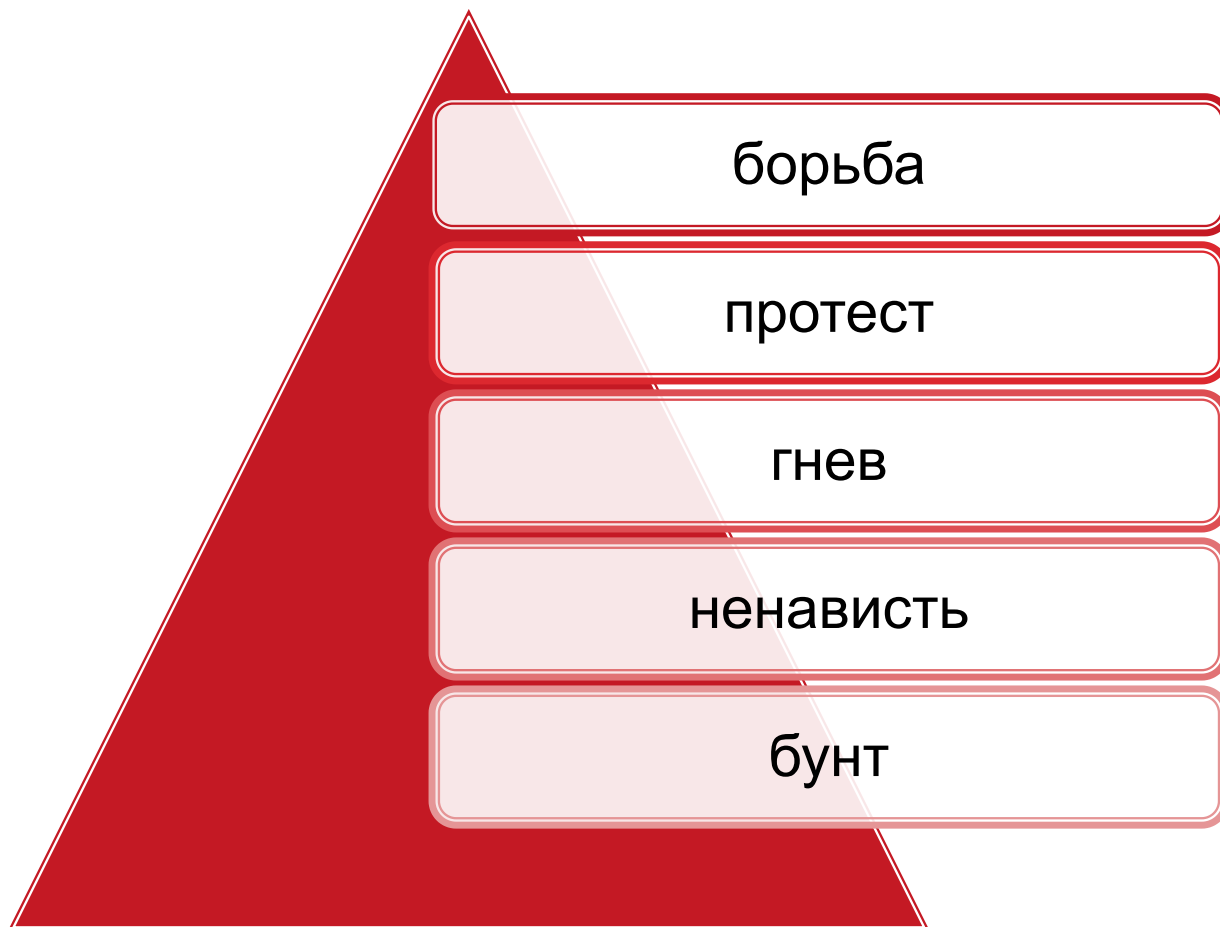 борьба
протест
гнев
ненависть
бунт